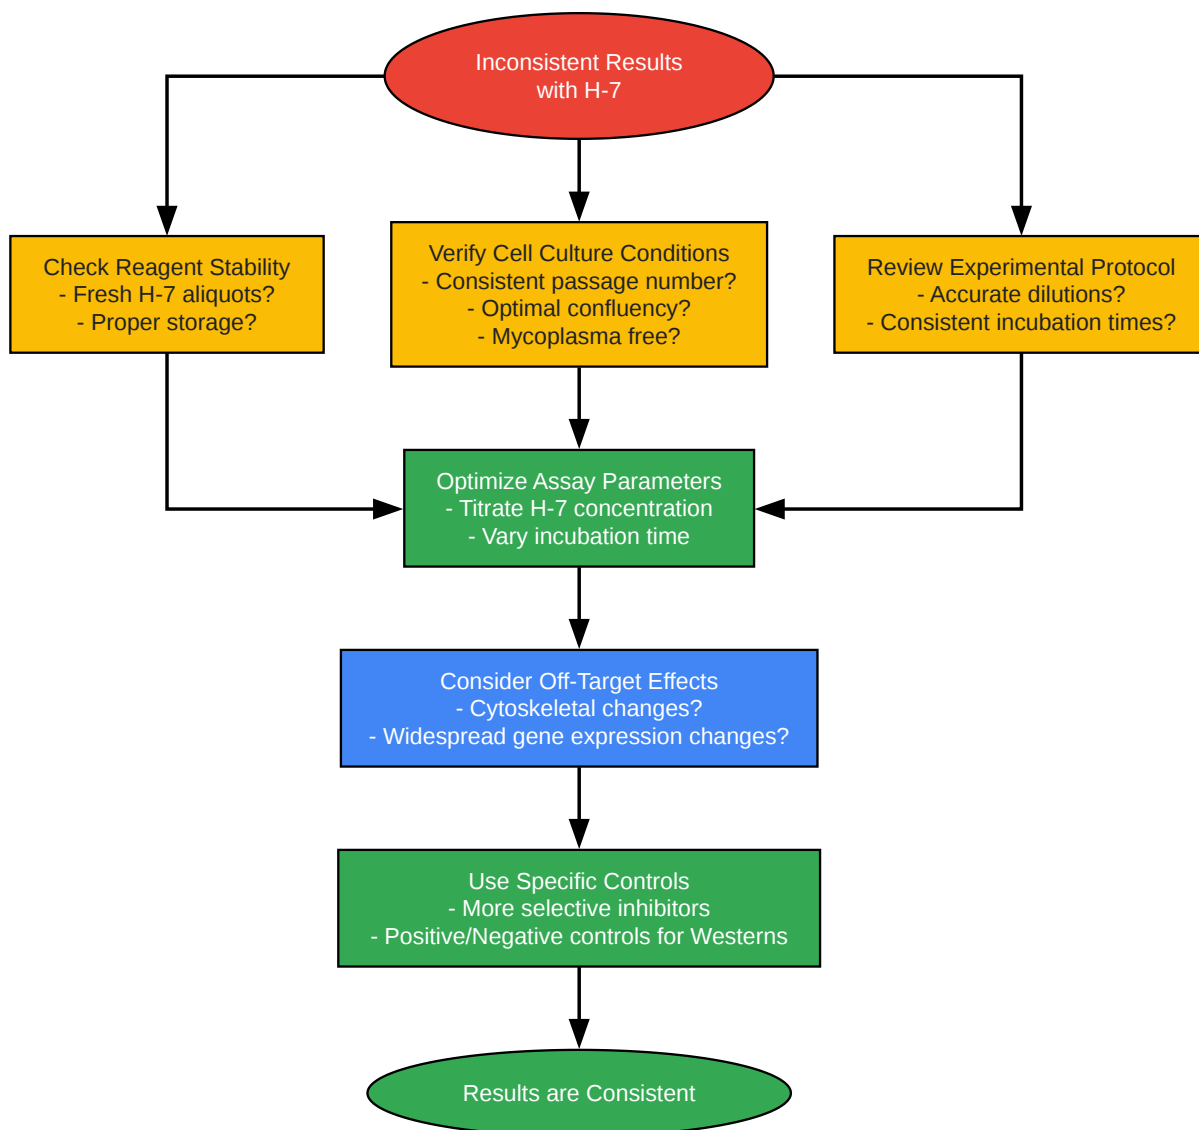 Inconsistent Results
with H-7
Check Reagent Stability
- Fresh H-7 aliquots?
- Proper storage?
Verify Cell Culture Conditions
- Consistent passage number?
- Optimal confluency?
- Mycoplasma free?
Review Experimental Protocol
- Accurate dilutions?
- Consistent incubation times?
Optimize Assay Parameters
- Titrate H-7 concentration
- Vary incubation time
Consider Off-Target Effects
- Cytoskeletal changes?
- Widespread gene expression changes?
Use Specific Controls
- More selective inhibitors
- Positive/Negative controls for Westerns
Results are Consistent